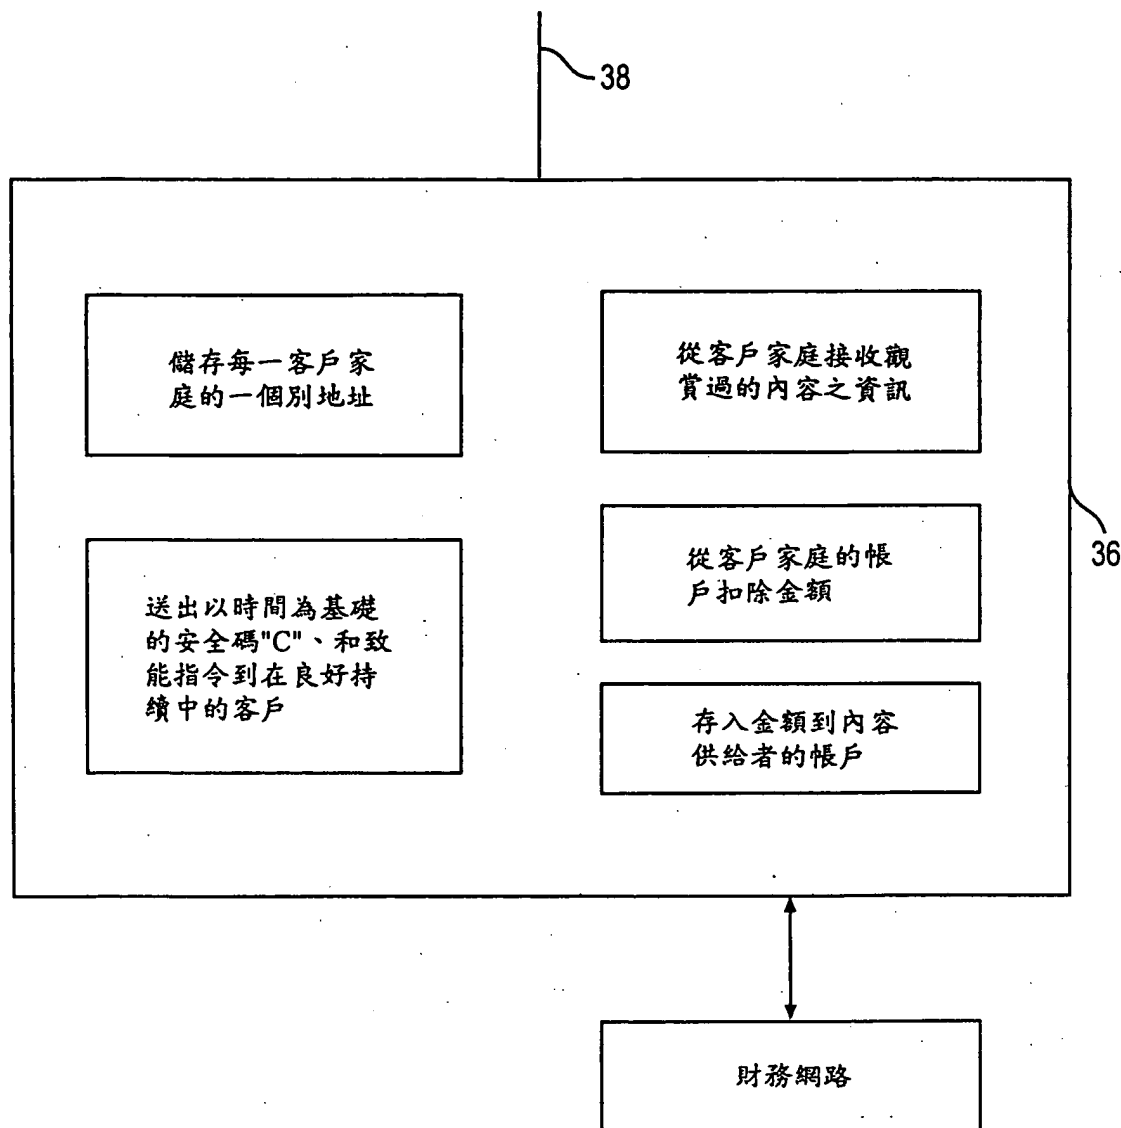 38
儲存每一客戶家
庭的一個別地址
從客戶家庭接收觀
賞過的內容之資訊
36
送出以時間為基礎
的安全碼"C"、和致
能指令到在良好持
續中的客戶
從客戶家庭的帳
戶扣除金額
存入金額到內容
供給者的帳戶
財務網路